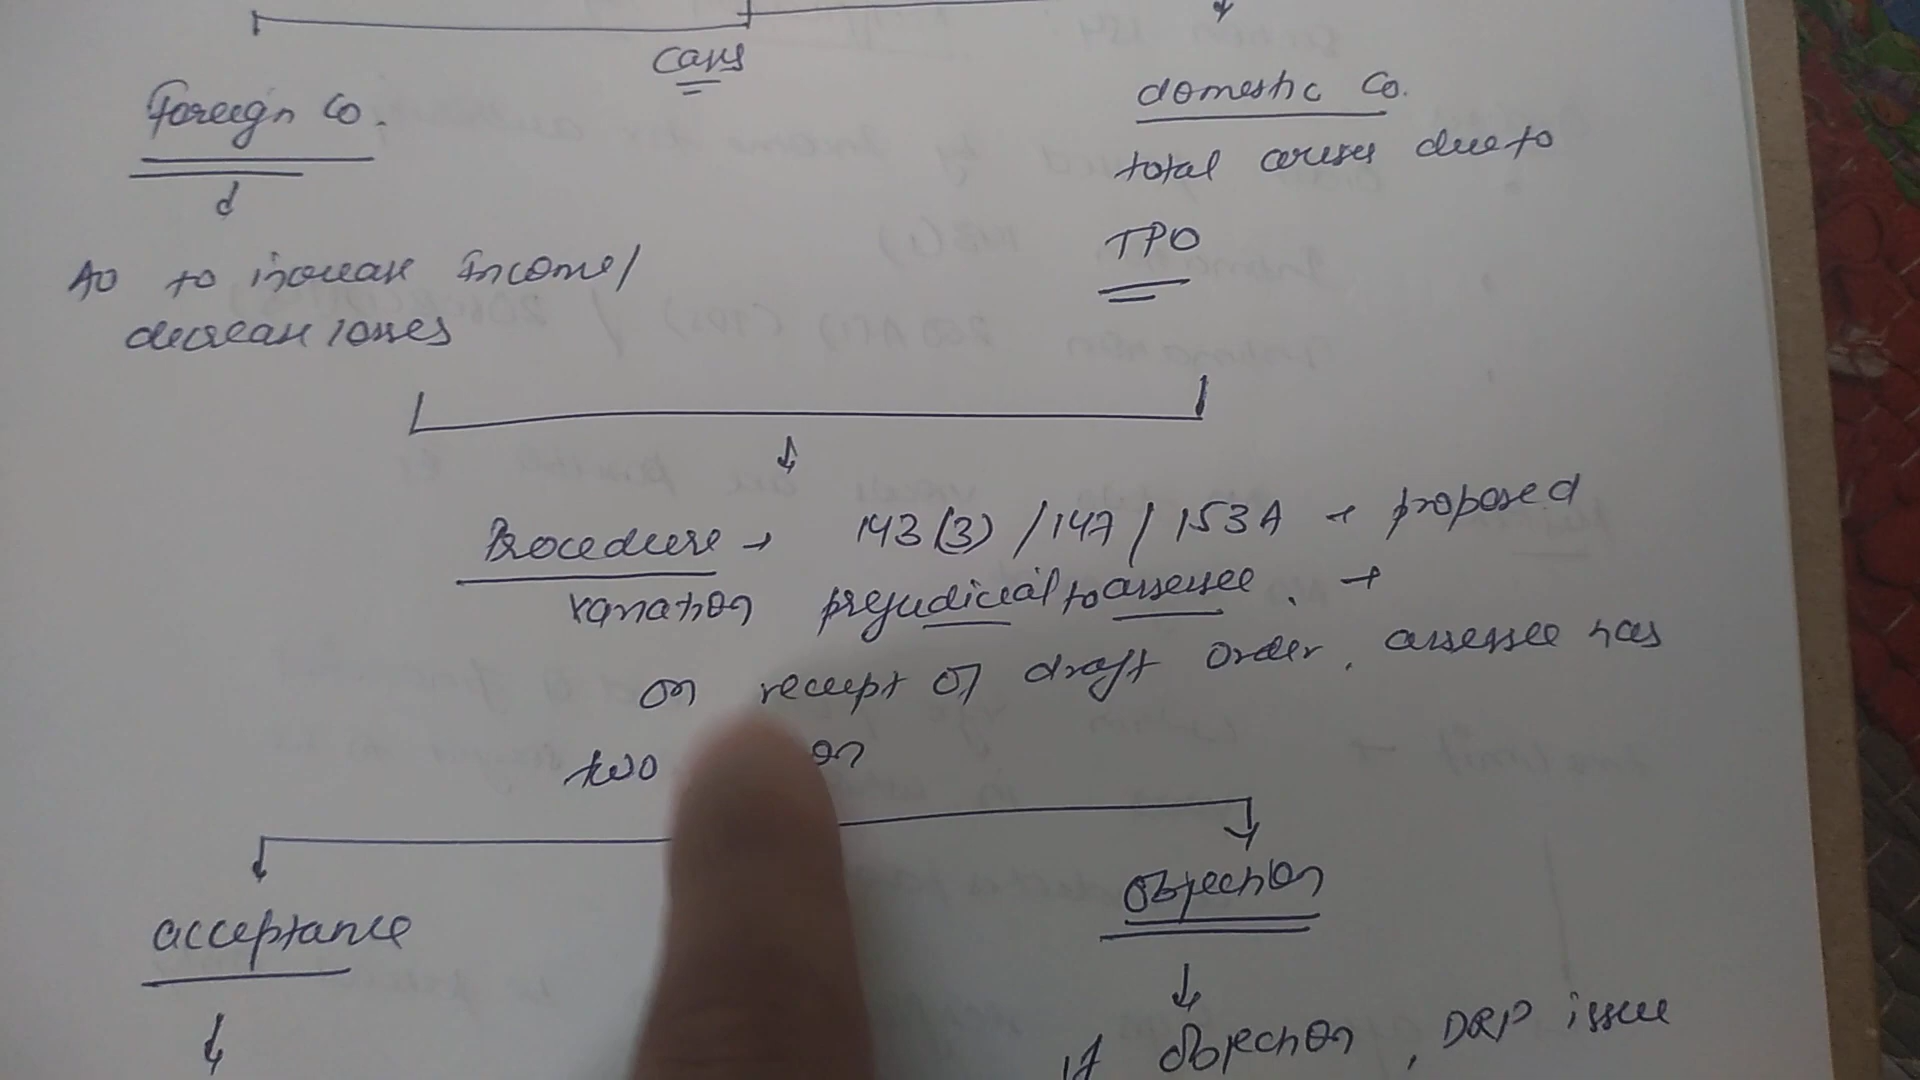 Cases
Foreign Co.
domestic Co.
total arises due to
TPO
AO to increase Income/
decrease losses
Procedure → 143(3) / 147 / 153A → proposed
variation prejudicial to assessee. →
on receipt of draft order, assessee has
two
acceptance
Objection
if objection, DRP issue